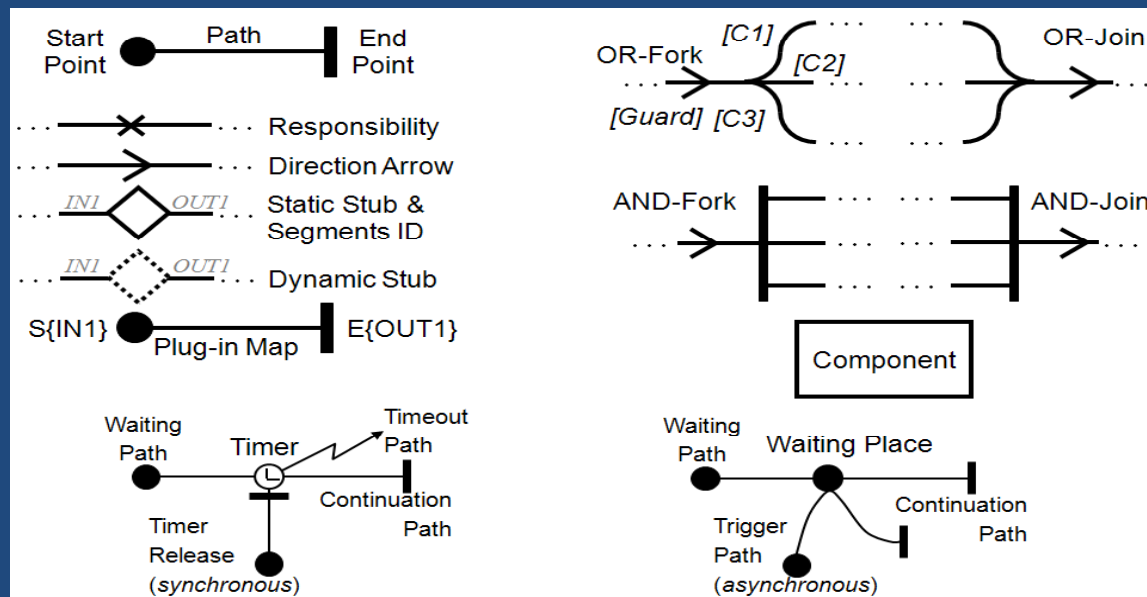 Start
Point
Path
End
Point
... ... Responsibility
... ... Direction Arrow
IN1 OUT1
... ... Static Stub &
Segments ID
IN1 OUT1
... ... Dynamic Stub
S{IN1} E{OUT1}
Plug-in Map
Waiting
Path
Timer
Timeout
Path
Continuation
Path
Timer
Release
(synchronous)
[C1]
OR-Fork
[C2]
[Guard] [C3]
OR-Join
AND-Fork
AND-Join
Component
Waiting
Path
Waiting Place
Continuation
Path
Trigger
Path
(asynchronous)